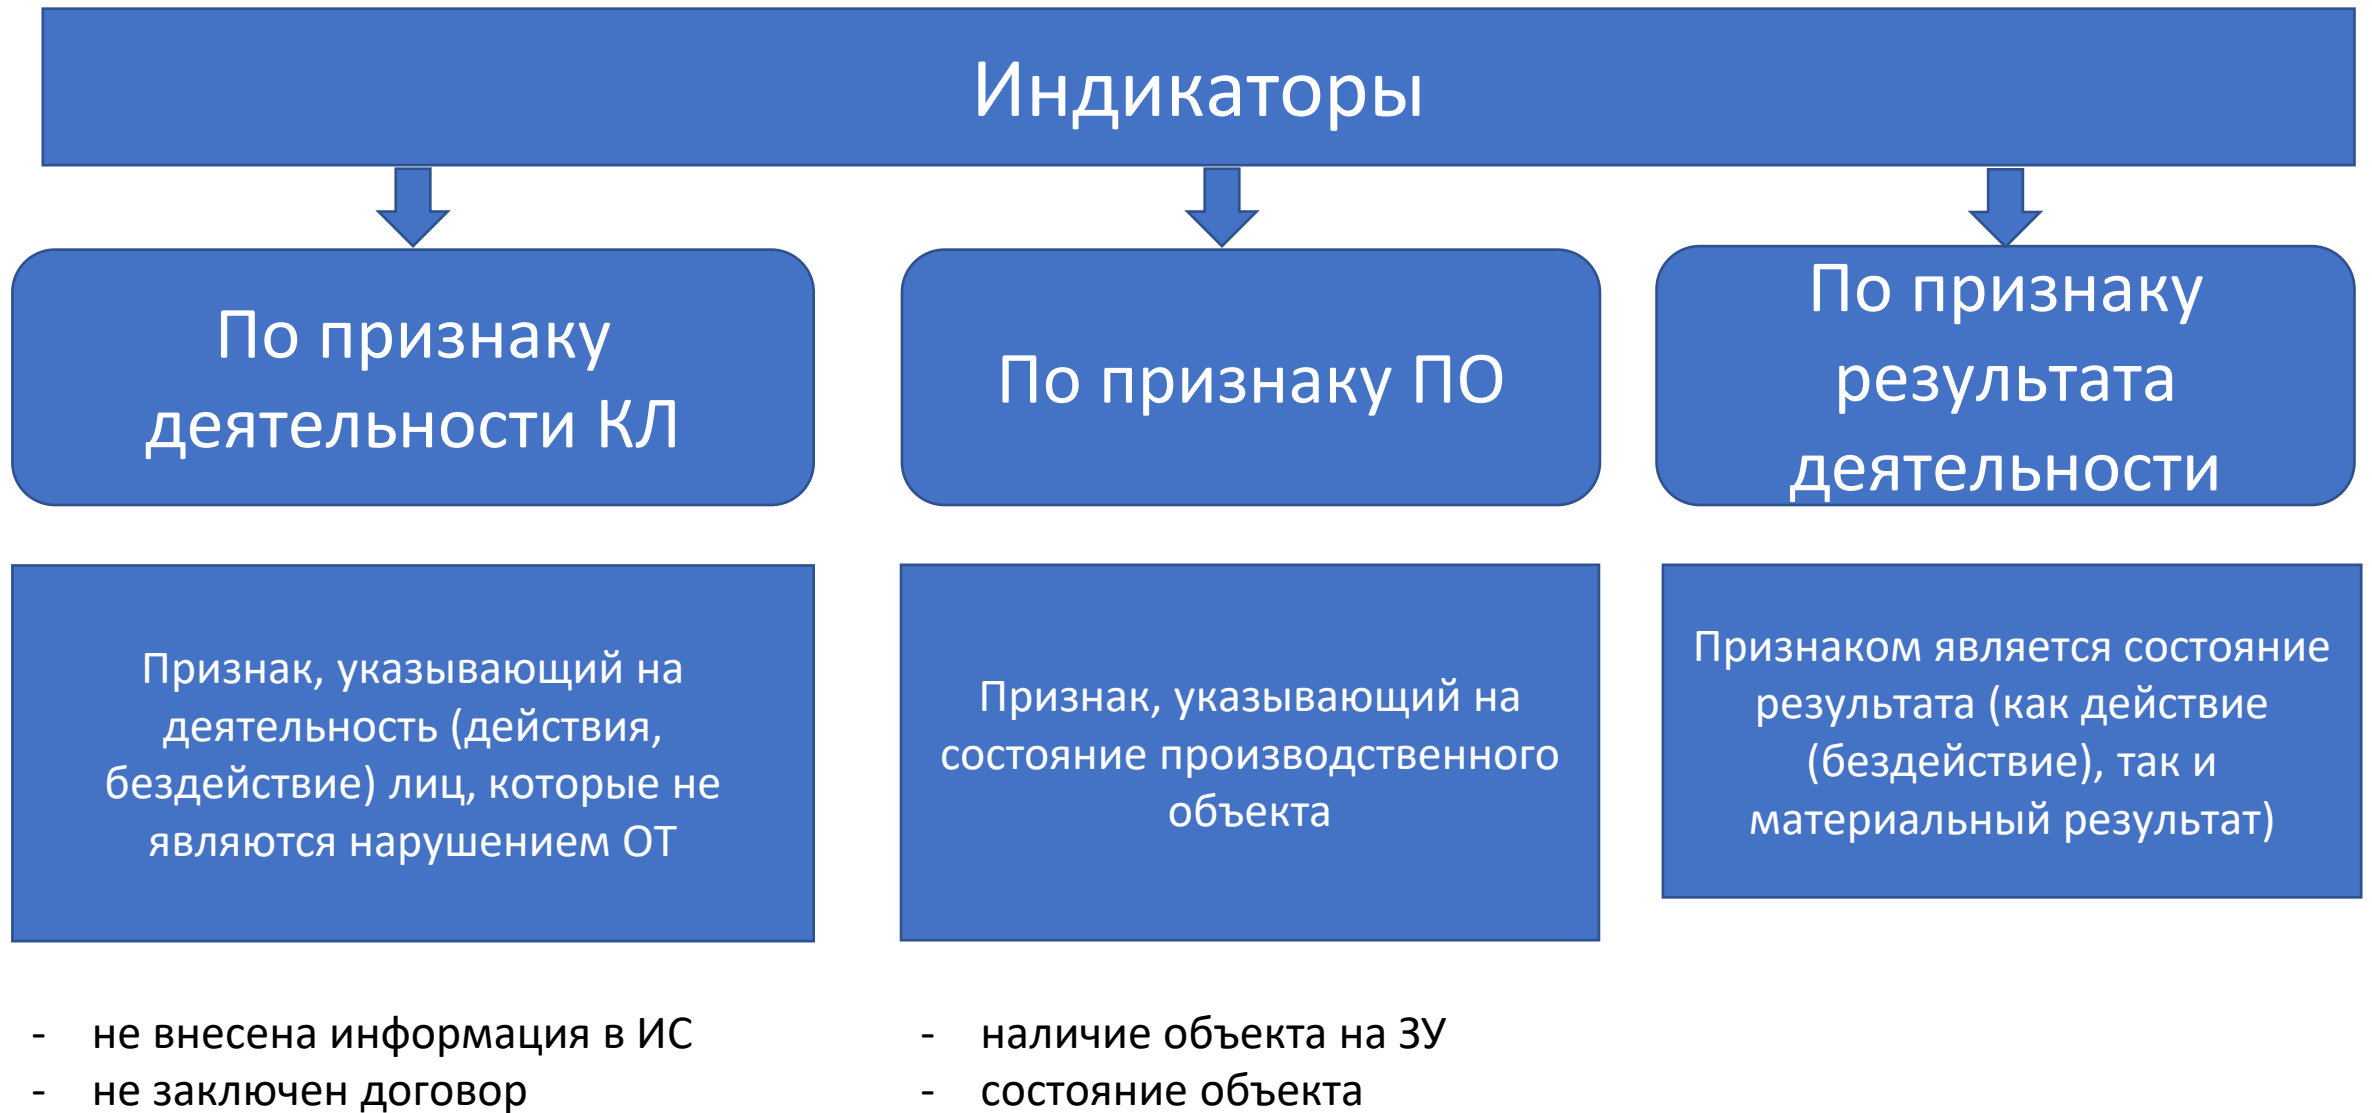 Индикаторы
По признаку
деятельности КЛ
По признаку ПО
По признаку
результата
деятельности
Признак, указывающий на
деятельность (действия,
бездействие) лиц, которые не
являются нарушением ОТ
Признак, указывающий на
состояние производственного
объекта
Признаком является состояние
результата (как действие
(бездействие), так и
материальный результат)
- не внесена информация в ИС
- не заключен договор
- наличие объекта на ЗУ
- состояние объекта